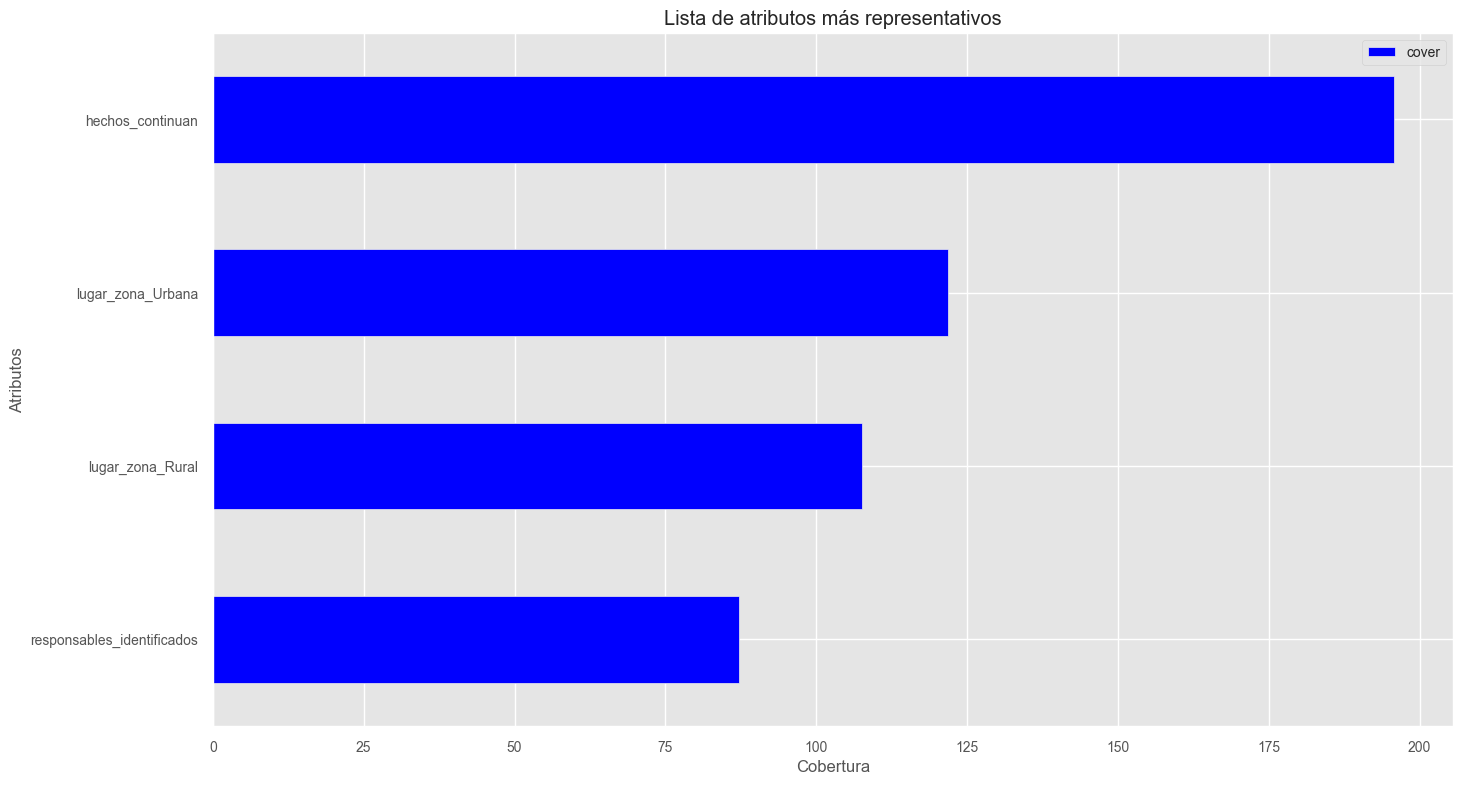 Lista de atributos más representativos
cover
hechos_continuan
lugar_zona_Urbana
lugar_zona_Rural
responsables_identificados
Atributos
0 25 50 75 100 125 150 175 200
Cobertura